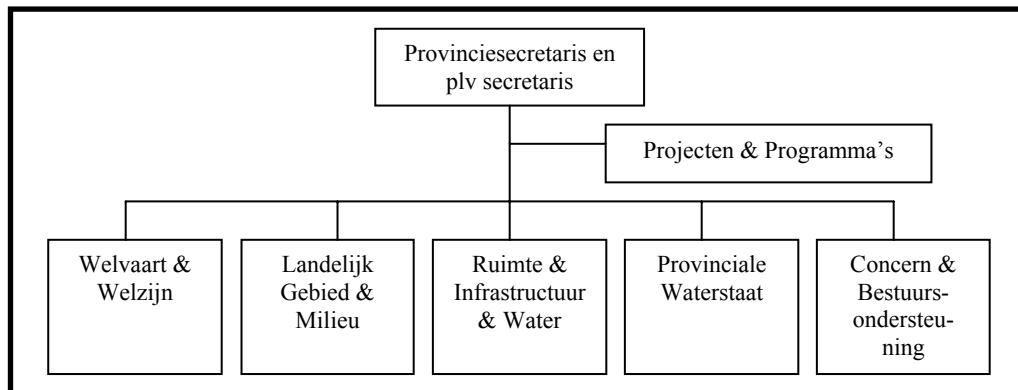 Provinciesecretaris en
plv secretaris
Projecten & Programma’s
Welvaart &
Welzijn
Landelijk
Gebied &
Milieu
Ruimte &
Infrastructuur
& Water
Provinciale
Waterstaat
Concern &
Bestuurs-
ondersteu-
ning